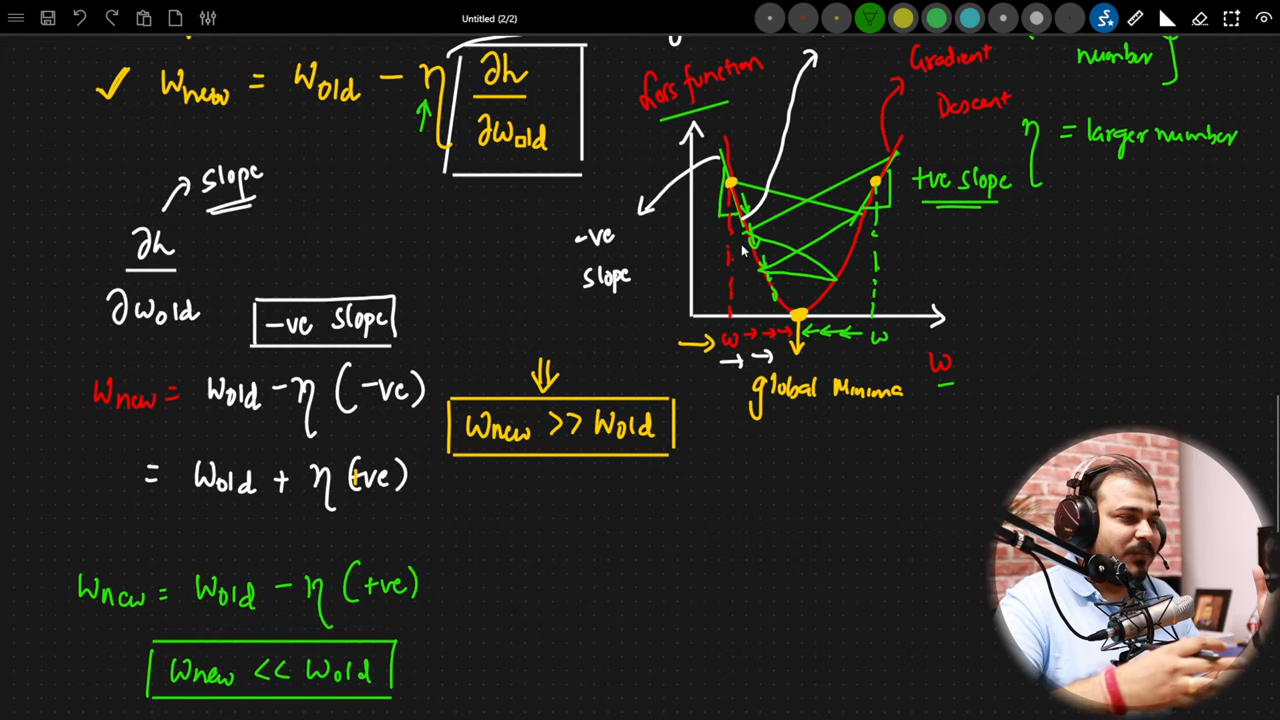 Untitled (2/2)
Wnew = Wold - η ∂h
∂wold
slope
∂h
∂wold
-ve slope
Wnew = Wold - η (-ve)
= Wold + η (+ve)
Wnew >> Wold
Wnew = Wold - η (+ve)
Wnew << Wold
Loss function
Gradient
Descent
number
η = larger number
+ve slope
-ve
slope
w
w
w
global Minima